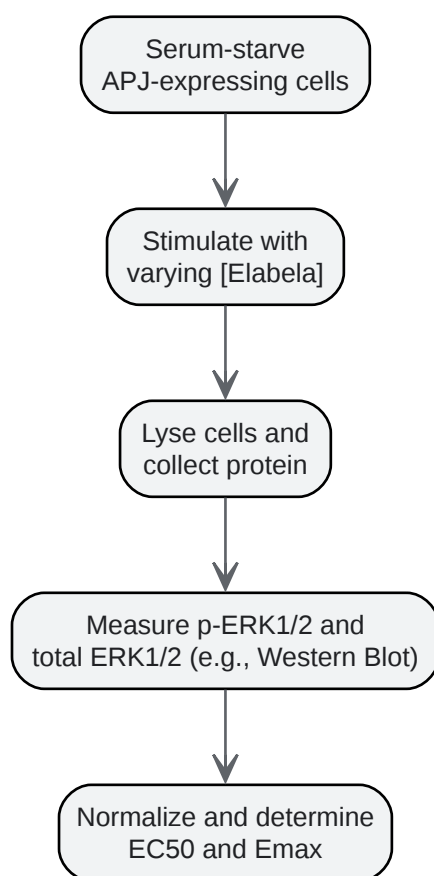 Serum-starve
APJ-expressing cells
Stimulate with
varying [Elabela]
Lyse cells and
collect protein
Measure p-ERK1/2 and
total ERK1/2 (e.g., Western Blot)
Normalize and determine
EC50 and Emax